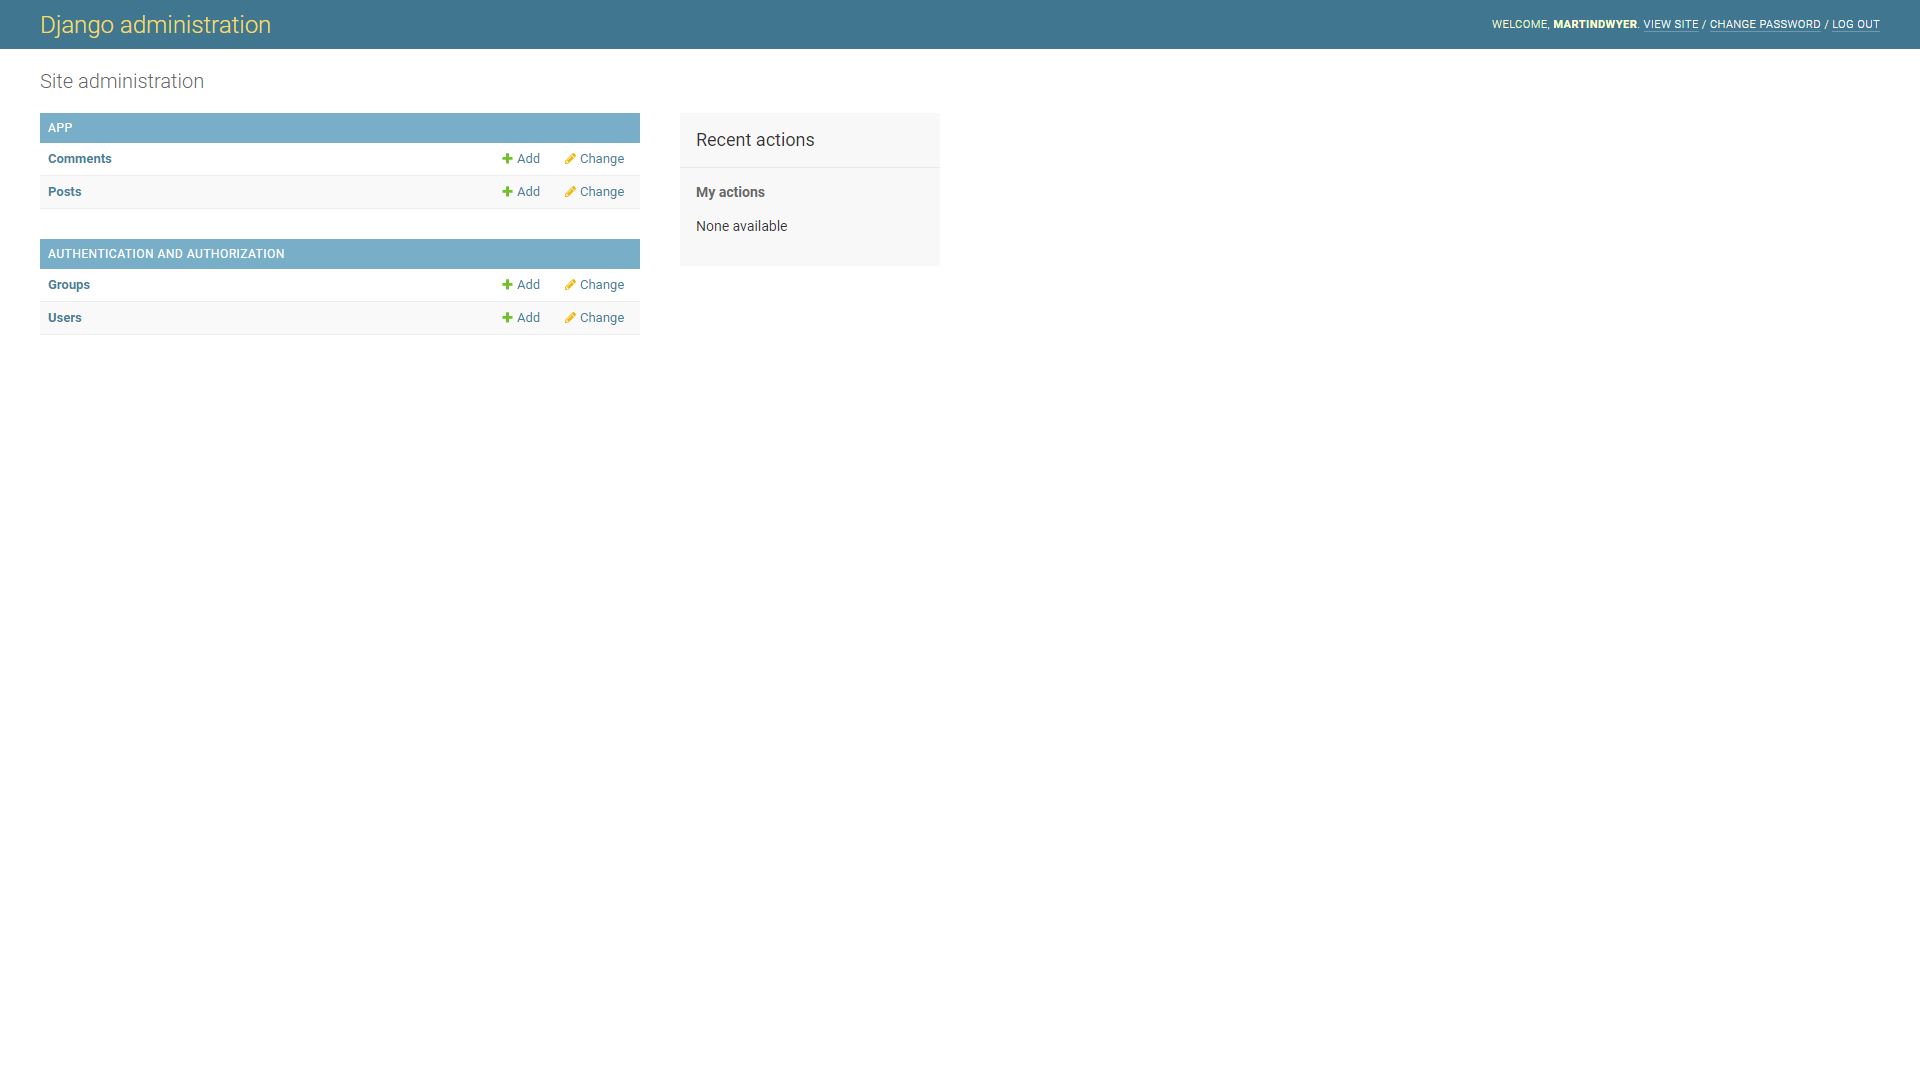 Django administration
WELCOME, MARTINDWYER. VIEW SITE / CHANGE PASSWORD / LOG OUT
Site administration
APP
Comments Add Change
Posts Add Change
AUTHENTICATION AND AUTHORIZATION
Groups Add Change
Users Add Change
Recent actions
My actions
None available